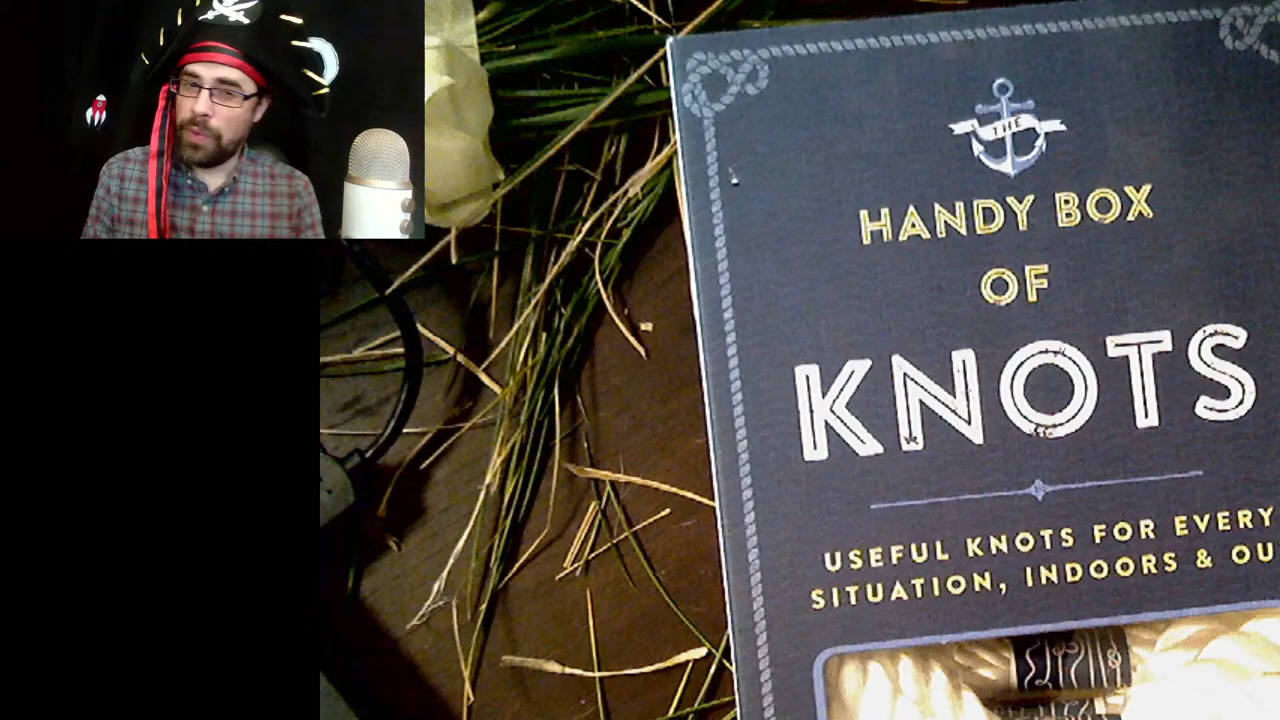 THE
HANDY BOX
OF
KNOTS
USEFUL KNOTS FOR EVERY
SITUATION, INDOORS & OU